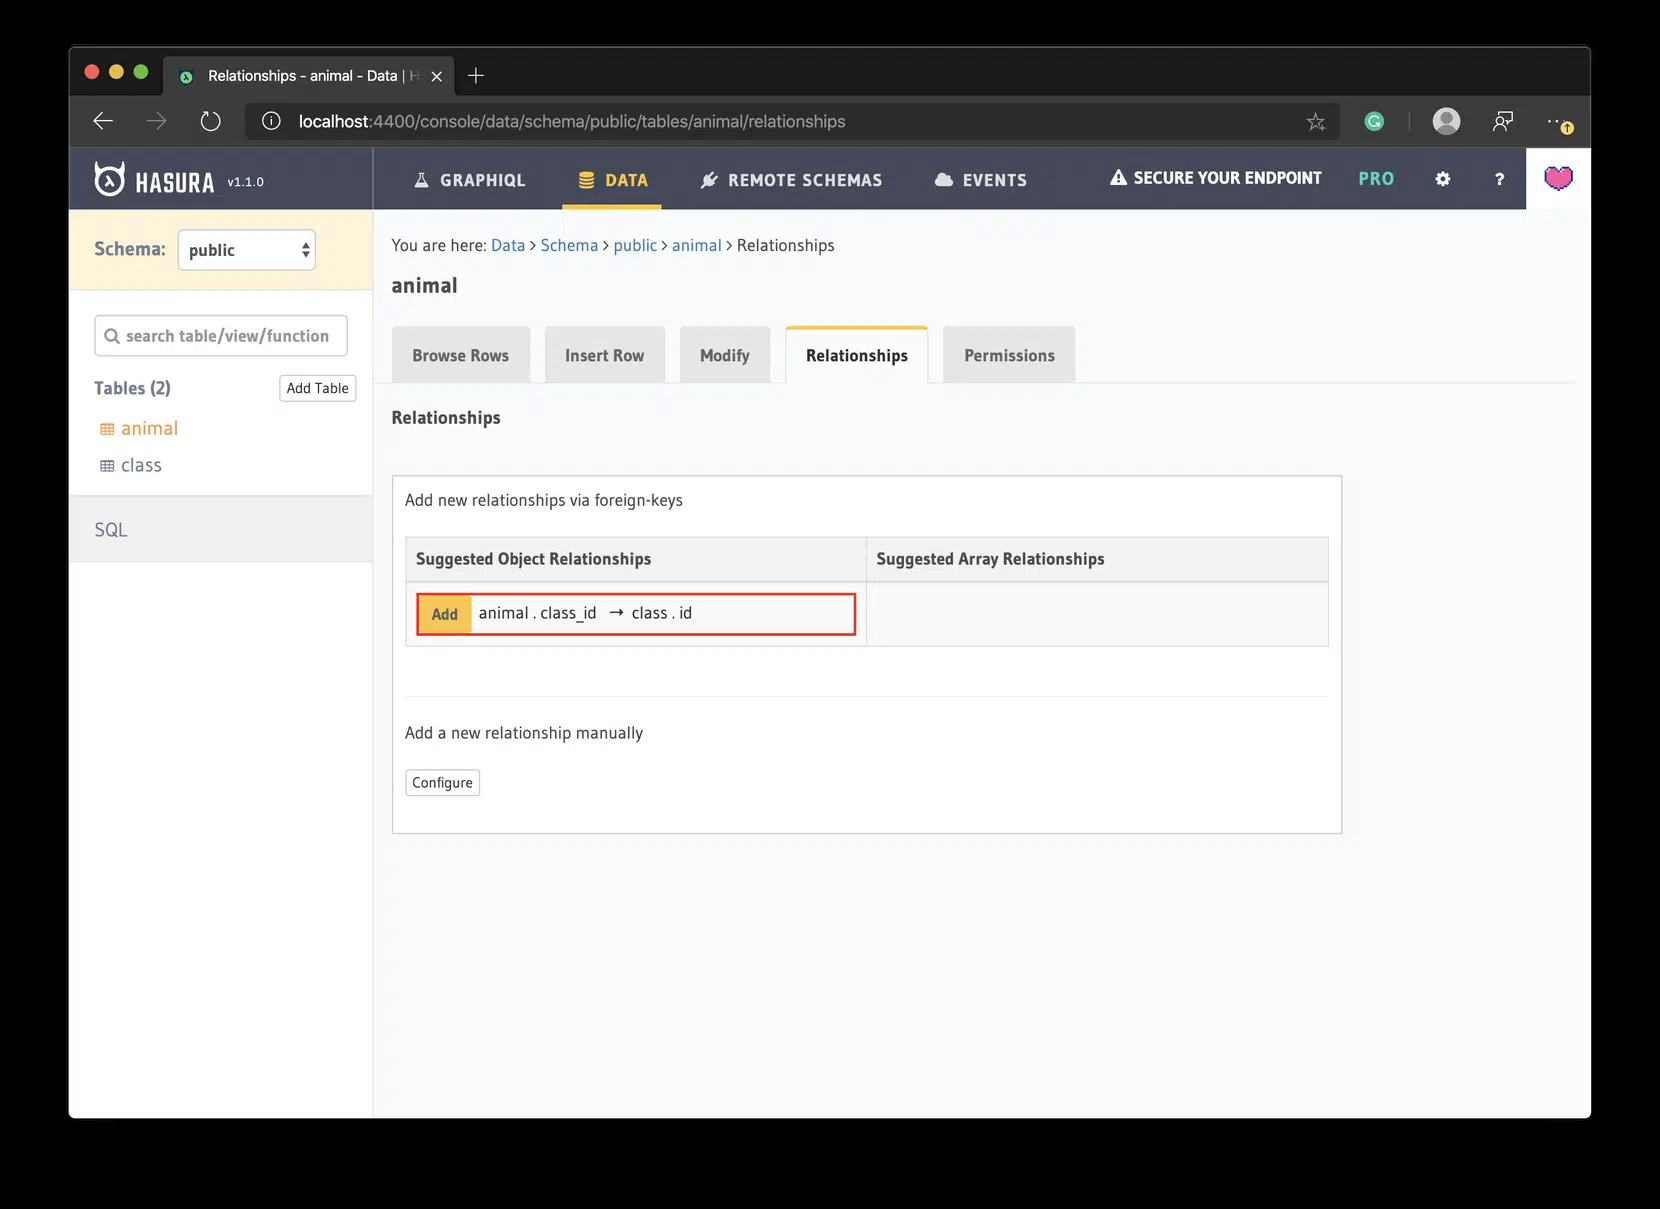 Relationships - animal - Data |
localhost:4400/console/data/schema/public/tables/animal/relationships
HASURA v1.1.0
GRAPHIQL
DATA
REMOTE SCHEMAS
EVENTS
SECURE YOUR ENDPOINT
PRO
?
Schema: public
You are here: Data > Schema > public > animal > Relationships
animal
search table/view/function
Browse Rows
Insert Row
Modify
Relationships
Permissions
Tables (2)
Add Table
animal
class
SQL
Relationships
Add new relationships via foreign-keys
Suggested Object Relationships
Suggested Array Relationships
Add animal . class_id → class . id
Add a new relationship manually
Configure